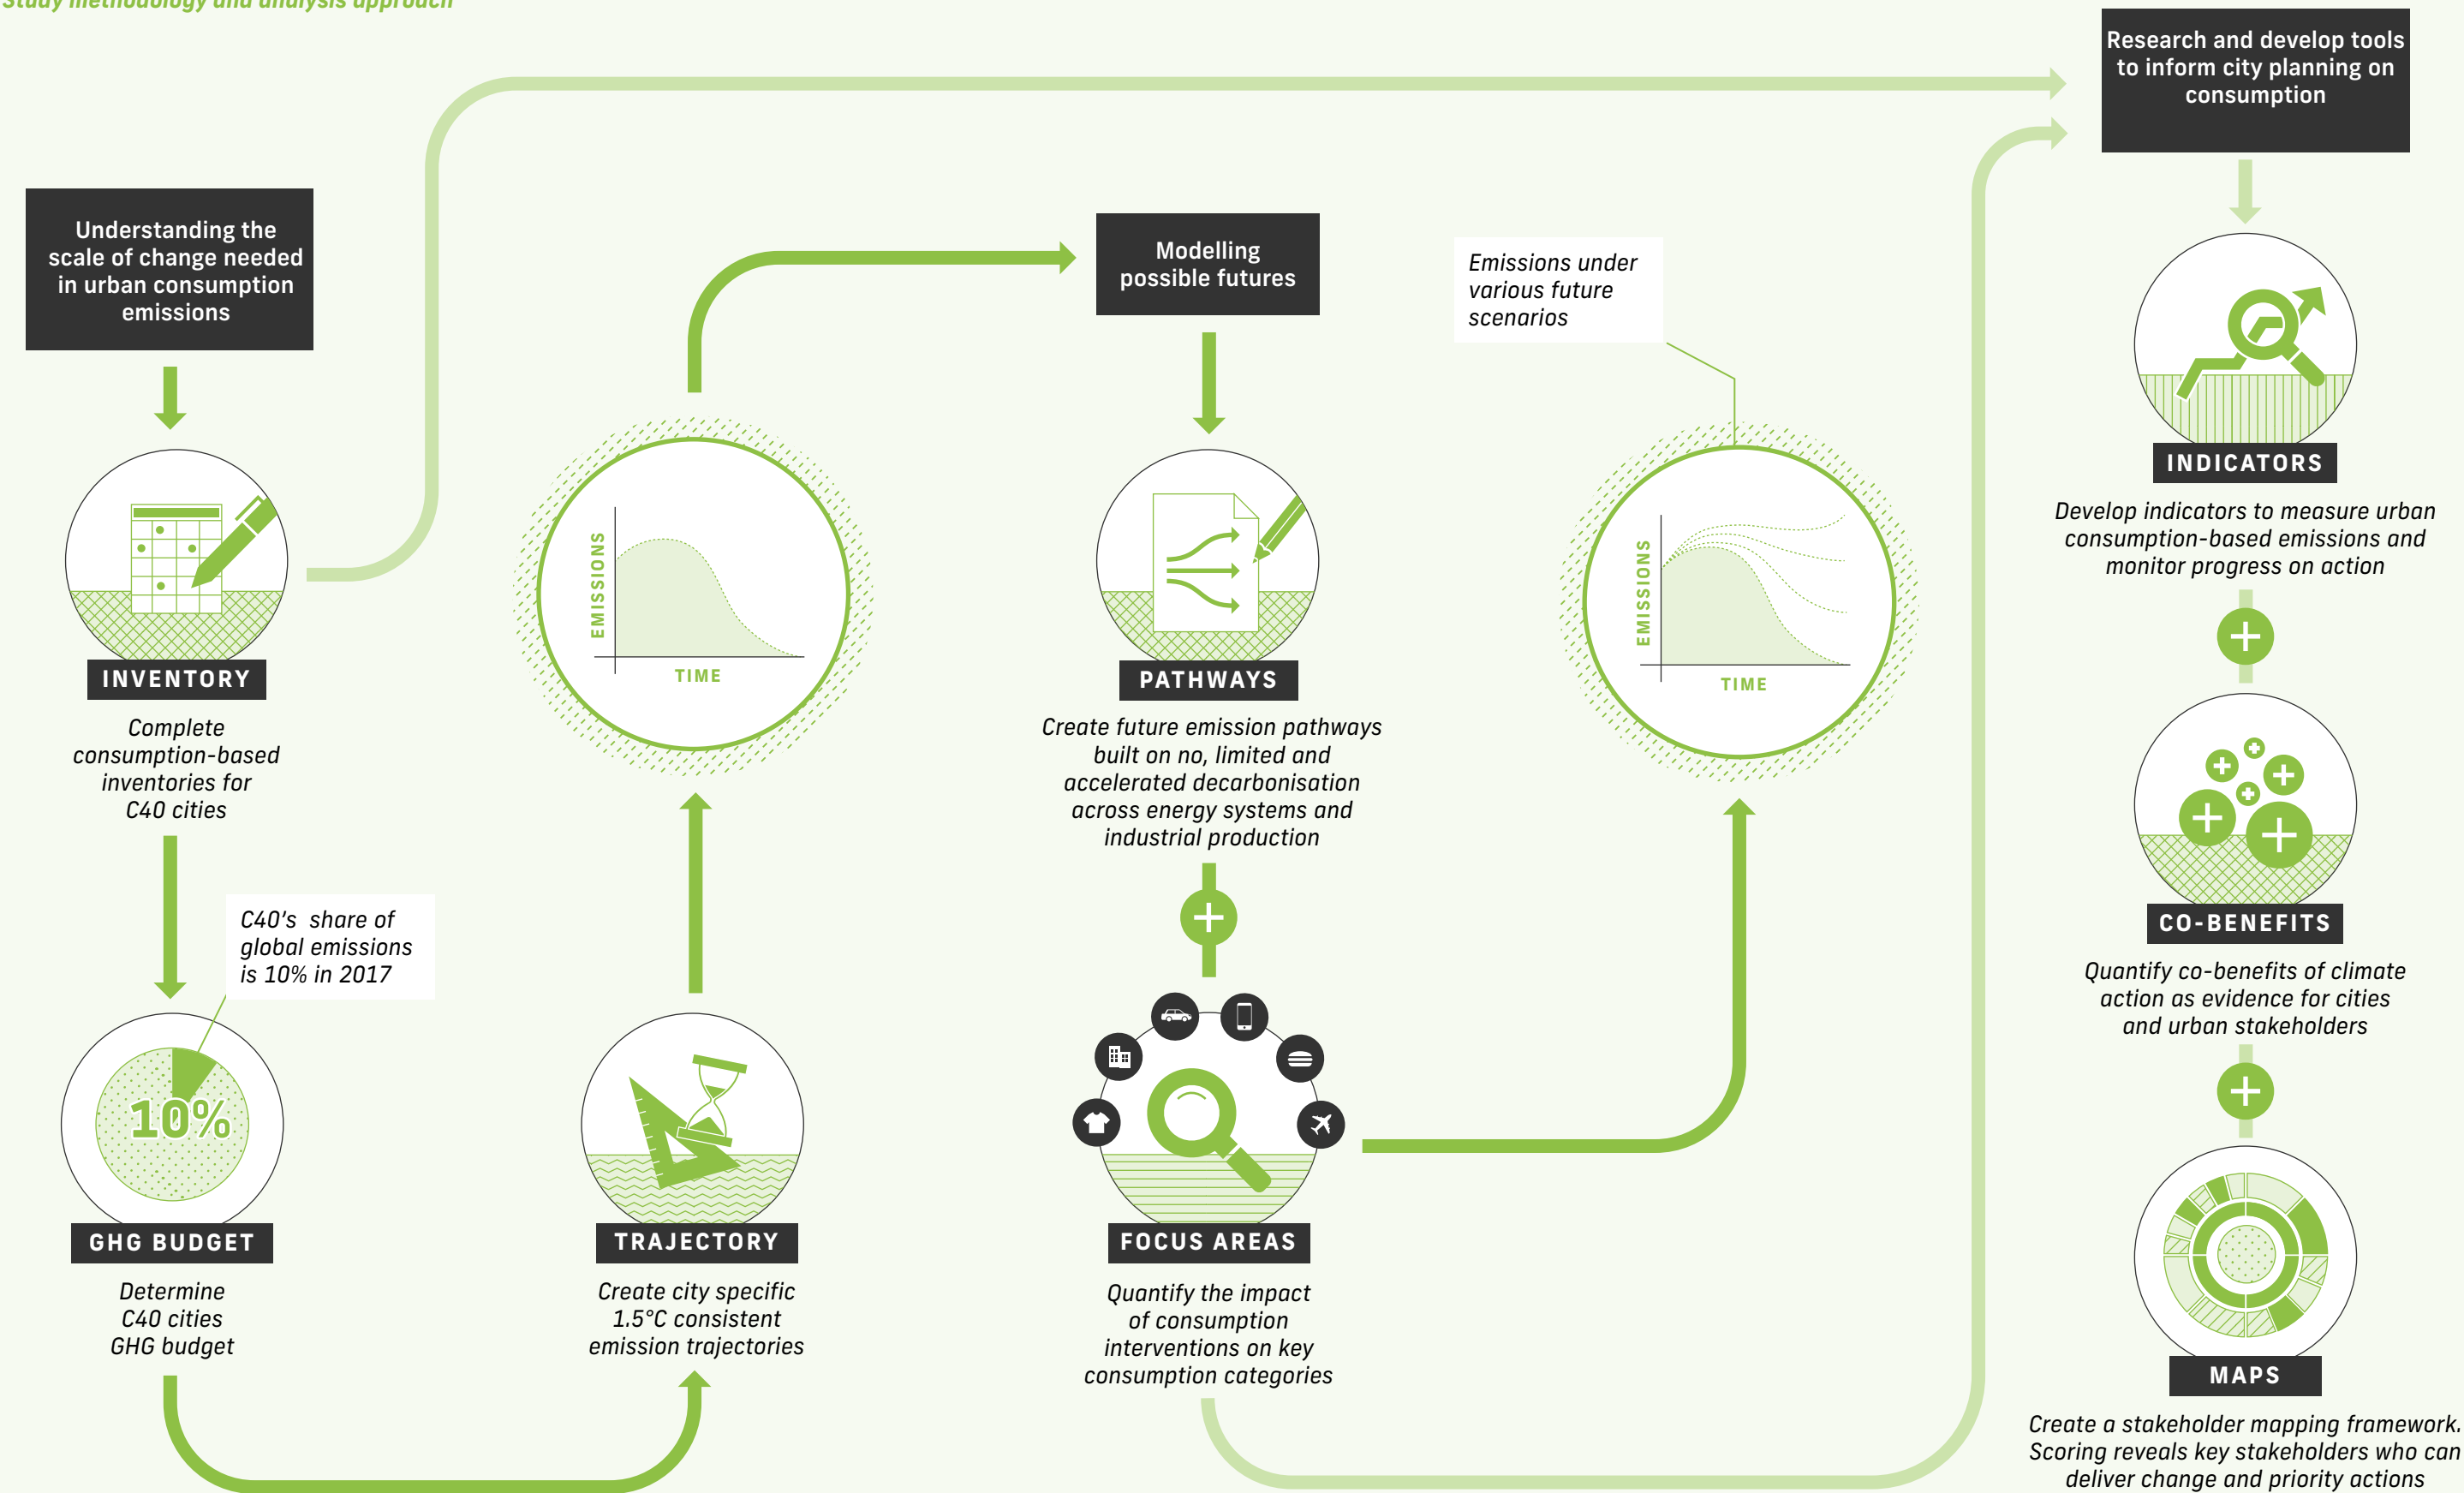 Study methodology and analysis approach
Understanding the
scale of change needed
in urban consumption
emissions
INVENTORY
Complete
consumption-based
inventories for
C40 cities
C40's share of
global emissions
is 10% in 2017
10%
GHG BUDGET
Determine
C40 cities
GHG budget
EMISSIONS
TIME
TRAJECTORY
Create city specific
1.5°C consistent
emission trajectories
Modelling
possible futures
PATHWAYS
Create future emission pathways
built on no, limited and
accelerated decarbonisation
across energy systems and
industrial production
FOCUS AREAS
Quantify the impact
of consumption
interventions on key
consumption categories
Emissions under
various future
scenarios
EMISSIONS
TIME
Research and develop tools
to inform city planning on
consumption
INDICATORS
Develop indicators to measure urban
consumption-based emissions and
monitor progress on action
CO-BENEFITS
Quantify co-benefits of climate
action as evidence for cities
and urban stakeholders
MAPS
Create a stakeholder mapping framework.
Scoring reveals key stakeholders who can
deliver change and priority actions